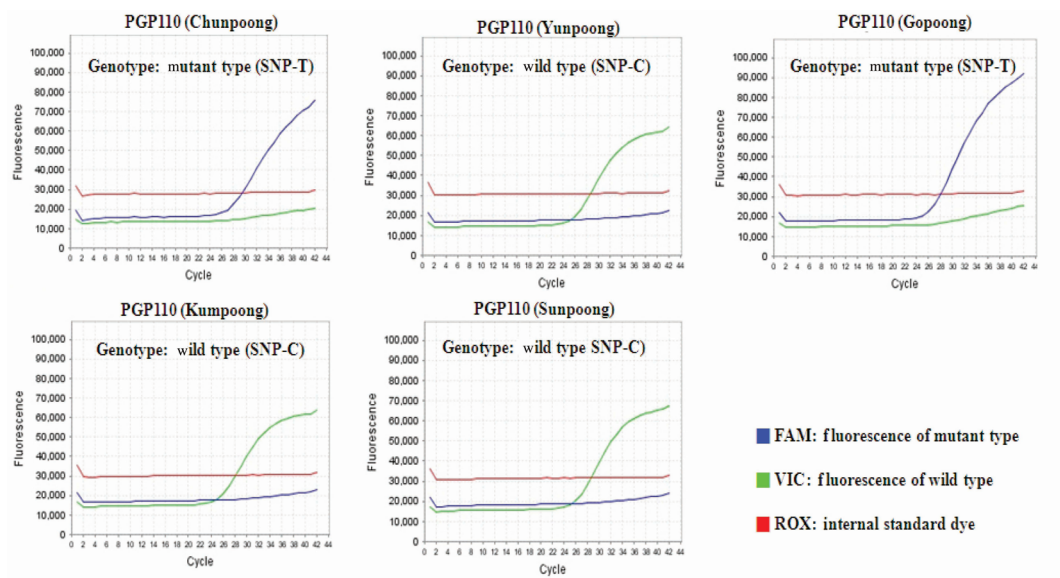 PGP110 (Chunpoong)
Genotype: mutant type (SNP-T)
Fluorescence
100,000
90,000
80,000
70,000
60,000
50,000
40,000
30,000
20,000
10,000
0
0 2 4 6 8 10 12 14 16 18 20 22 24 26 28 30 32 34 36 38 40 42 44
Cycle
PGP110 (Yunpoong)
Genotype: wild type (SNP-C)
Fluorescence
100,000
90,000
80,000
70,000
60,000
50,000
40,000
30,000
20,000
10,000
0
0 2 4 6 8 10 12 14 16 18 20 22 24 26 28 30 32 34 36 38 40 42 44
Cycle
PGP110 (Gopoong)
Genotype: mutant type (SNP-T)
Fluorescence
100,000
90,000
80,000
70,000
60,000
50,000
40,000
30,000
20,000
10,000
0
0 2 4 6 8 10 12 14 16 18 20 22 24 26 28 30 32 34 36 38 40 42 44
Cycle
PGP110 (Kumpoong)
Genotype: wild type (SNP-C)
Fluorescence
100,000
90,000
80,000
70,000
60,000
50,000
40,000
30,000
20,000
10,000
0
0 2 4 6 8 10 12 14 16 18 20 22 24 26 28 30 32 34 36 38 40 42 44
Cycle
PGP110 (Sunpoong)
Genotype: wild type SNP-C)
Fluorescence
100,000
90,000
80,000
70,000
60,000
50,000
40,000
30,000
20,000
10,000
0
0 2 4 6 8 10 12 14 16 18 20 22 24 26 28 30 32 34 36 38 40 42 44
Cycle
FAM: fluorescence of mutant type
VIC: fluorescence of wild type
ROX: internal standard dye